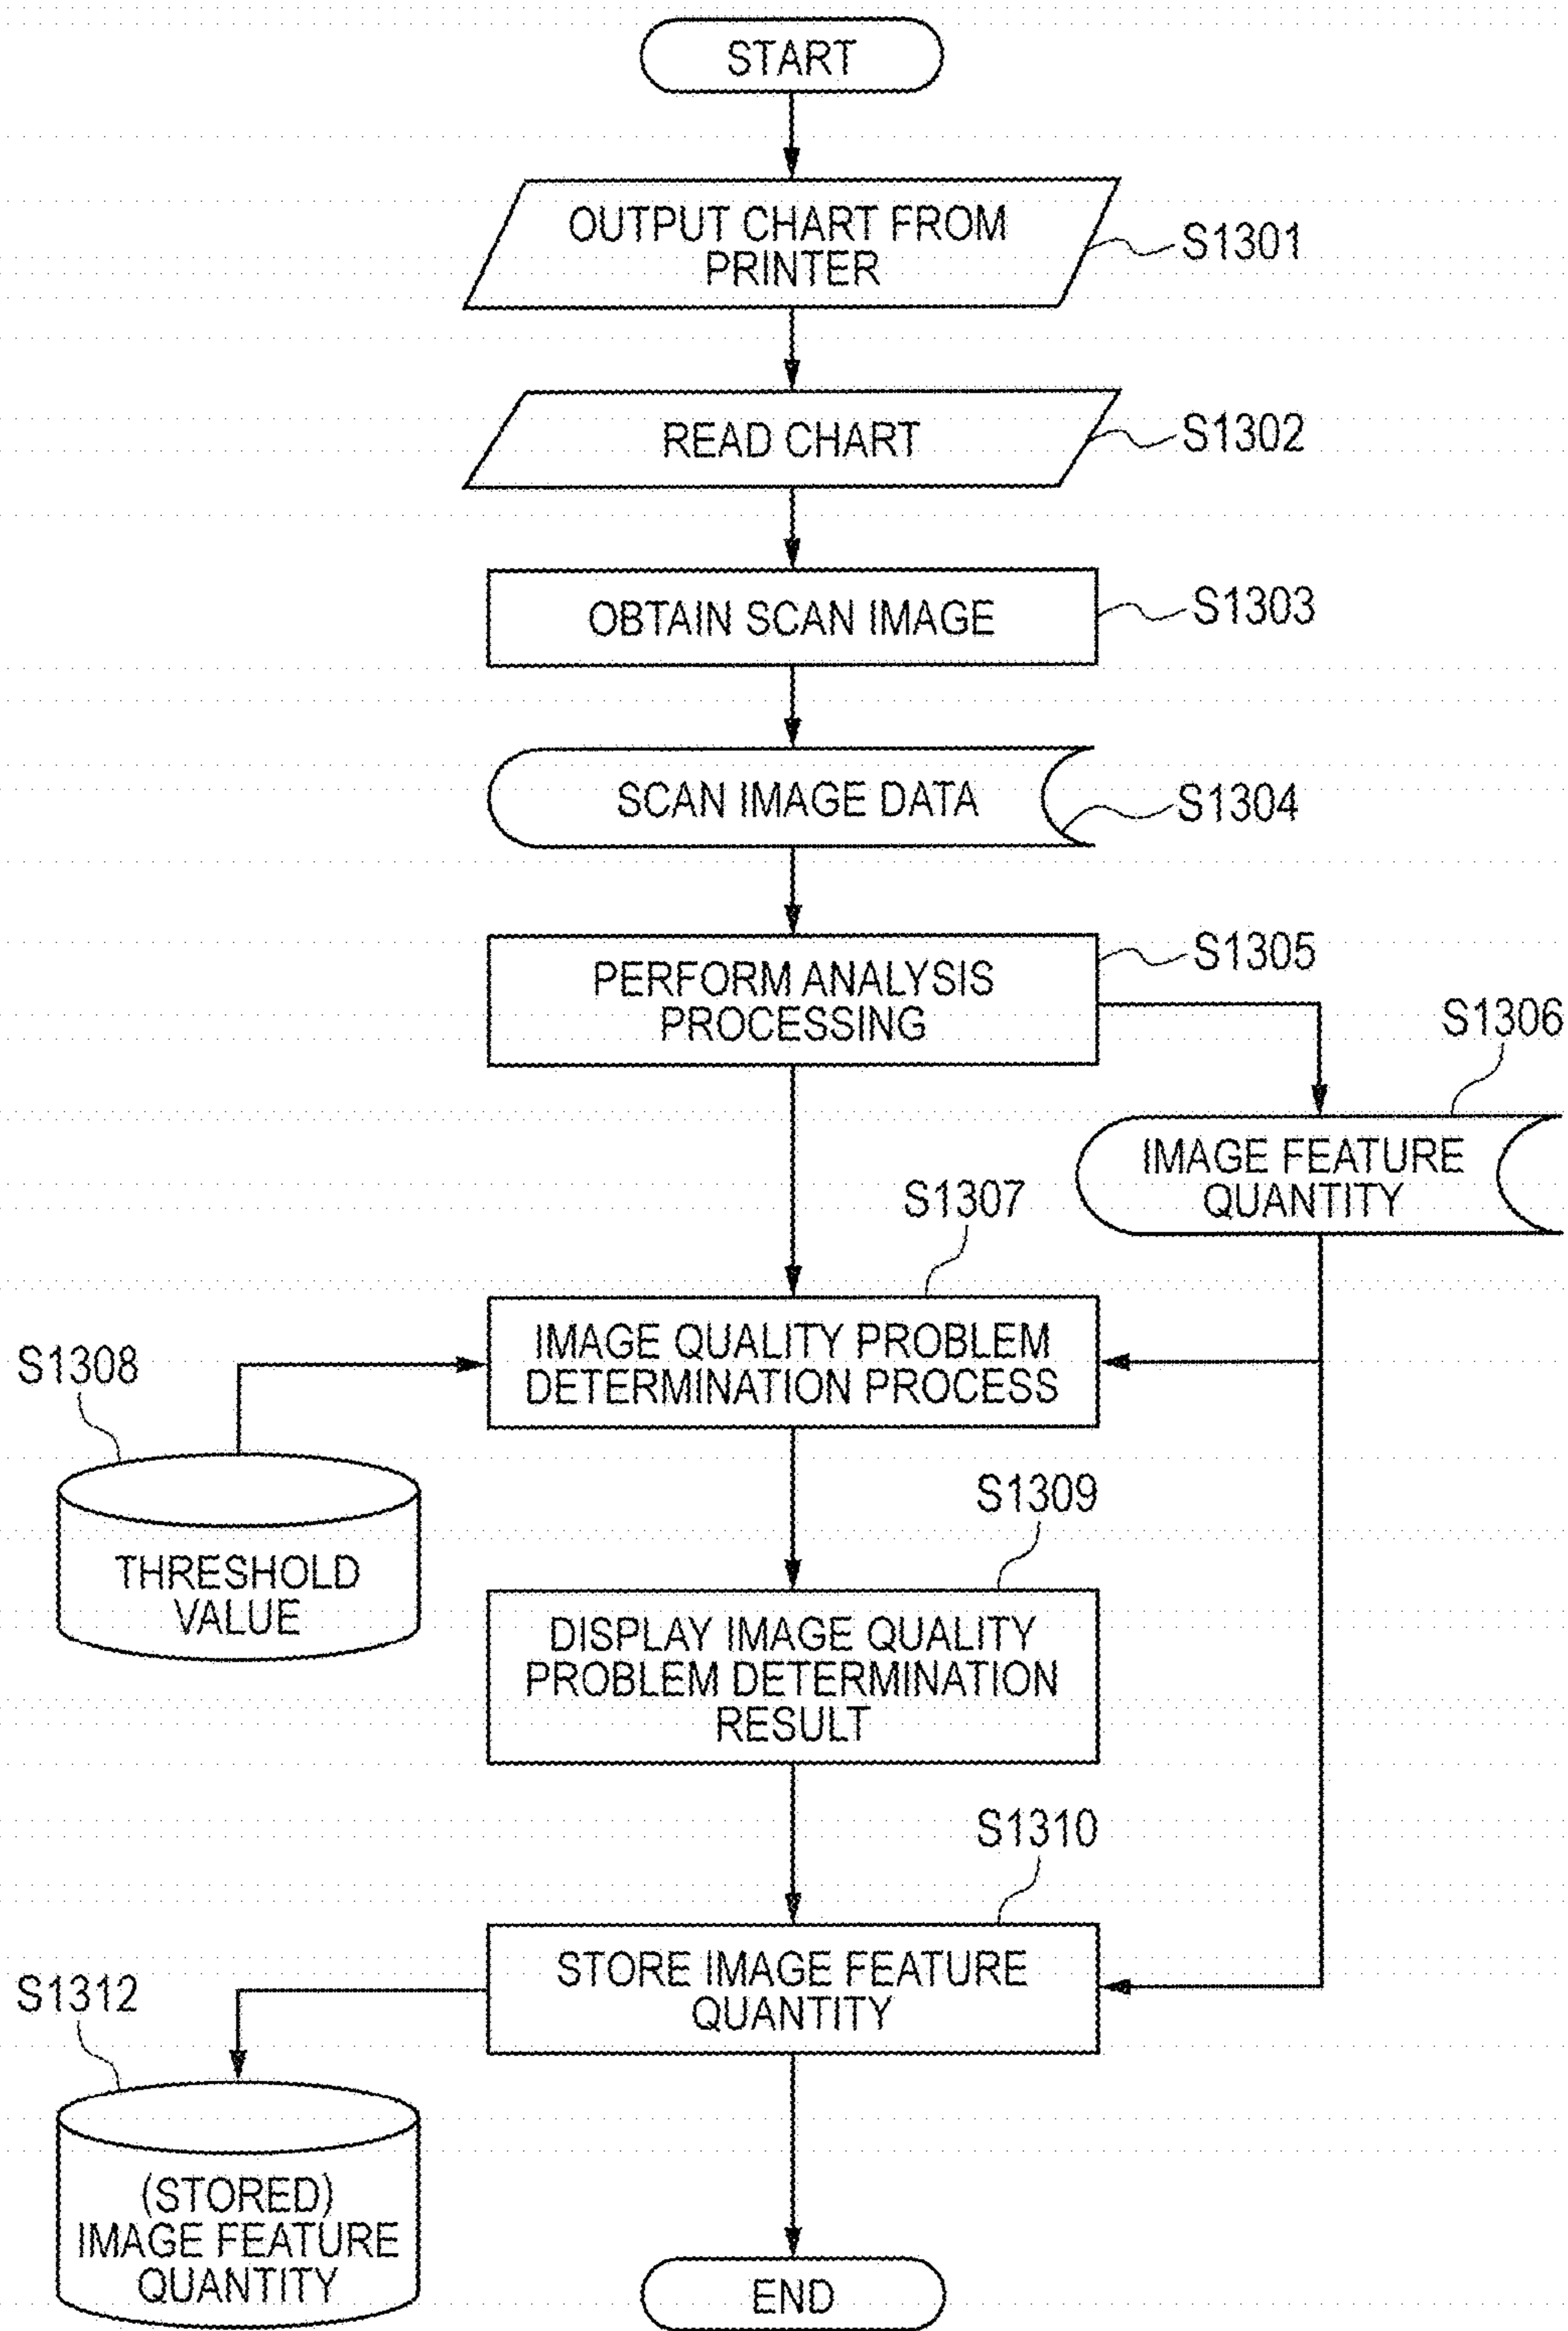 START
OUTPUT CHART FROM
PRINTER
S1301
READ CHART
S1302
OBTAIN SCAN IMAGE
S1303
SCAN IMAGE DATA
S1304
PERFORM ANALYSIS
PROCESSING
S1305
S1306
IMAGE FEATURE
QUANTITY
S1307
IMAGE QUALITY PROBLEM
DETERMINATION PROCESS
S1308
THRESHOLD
VALUE
S1309
DISPLAY IMAGE QUALITY
PROBLEM DETERMINATION
RESULT
S1310
STORE IMAGE FEATURE
QUANTITY
S1312
(STORED)
IMAGE FEATURE
QUANTITY
END